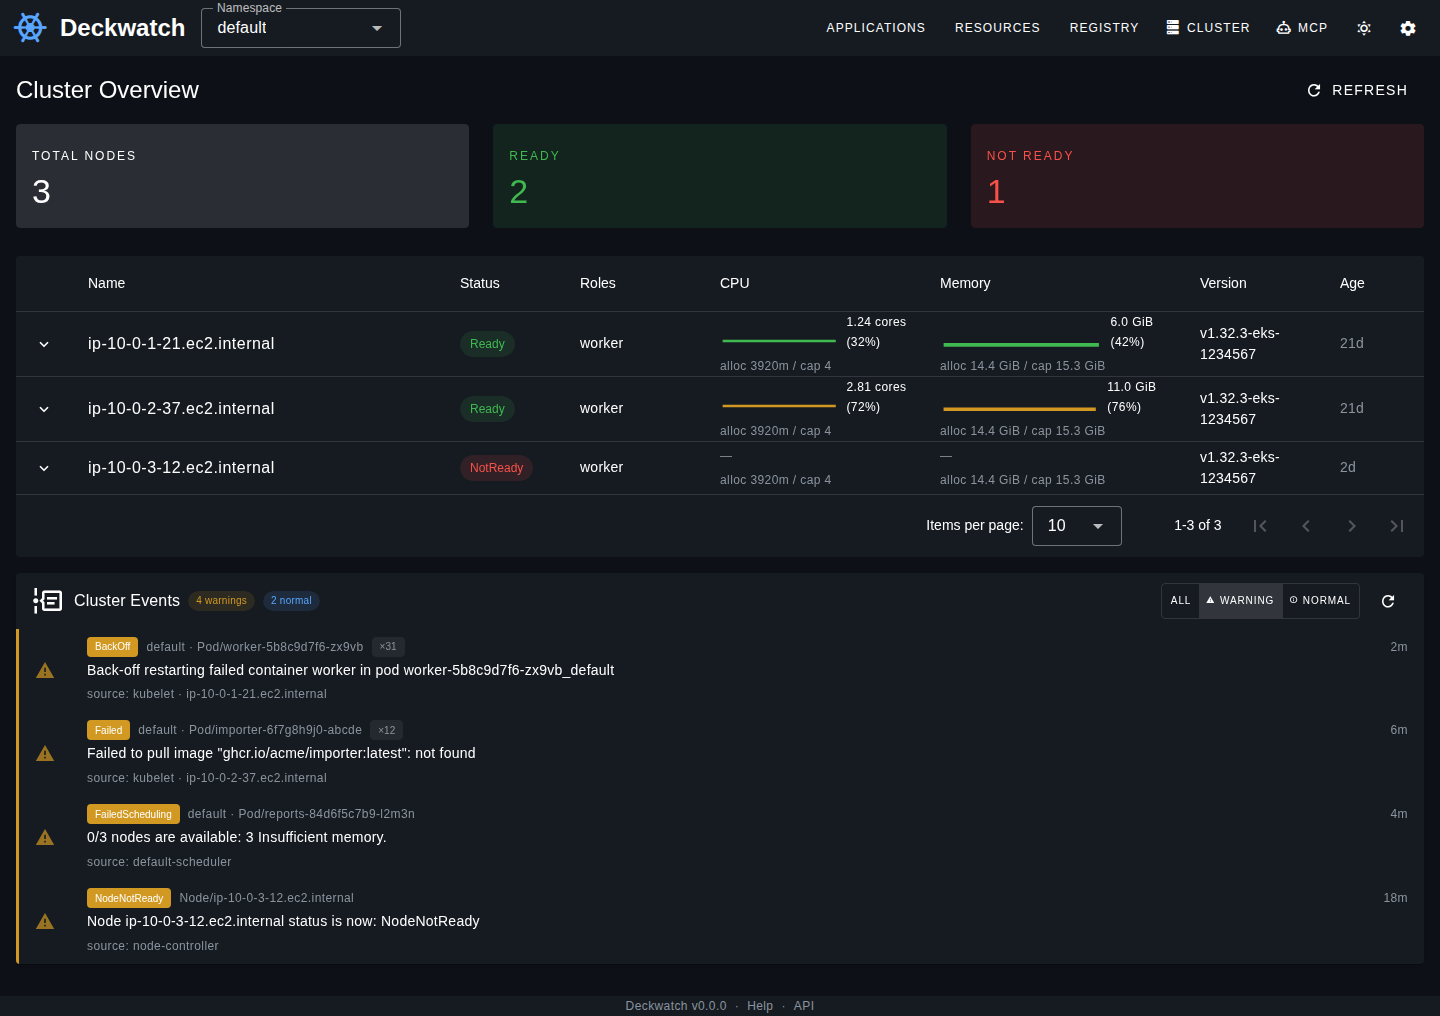 Deckwatch
Namespace
default
APPLICATIONS
RESOURCES
REGISTRY
CLUSTER
MCP
Cluster Overview
REFRESH
TOTAL NODES
3
READY
2
NOT READY
1
Name Status Roles CPU Memory Version Age
ip-10-0-1-21.ec2.internal
Ready
worker
1.24 cores
(32%)
alloc 3920m / cap 4
6.0 GiB
(42%)
alloc 14.4 GiB / cap 15.3 GiB
v1.32.3-eks-
1234567
21d
ip-10-0-2-37.ec2.internal
Ready
worker
2.81 cores
(72%)
alloc 3920m / cap 4
11.0 GiB
(76%)
alloc 14.4 GiB / cap 15.3 GiB
v1.32.3-eks-
1234567
21d
ip-10-0-3-12.ec2.internal
NotReady
worker
—
alloc 3920m / cap 4
—
alloc 14.4 GiB / cap 15.3 GiB
v1.32.3-eks-
1234567
2d
Items per page: 10 1-3 of 3
Cluster Events 4 warnings 2 normal
ALL WARNING NORMAL
BackOff default · Pod/worker-5b8c9d7f6-zx9vb ×31 2m
Back-off restarting failed container worker in pod worker-5b8c9d7f6-zx9vb_default
source: kubelet · ip-10-0-1-21.ec2.internal
Failed default · Pod/importer-6f7g8h9j0-abcde ×12 6m
Failed to pull image "ghcr.io/acme/importer:latest": not found
source: kubelet · ip-10-0-2-37.ec2.internal
FailedScheduling default · Pod/reports-84d6f5c7b9-l2m3n 4m
0/3 nodes are available: 3 Insufficient memory.
source: default-scheduler
NodeNotReady Node/ip-10-0-3-12.ec2.internal 18m
Node ip-10-0-3-12.ec2.internal status is now: NodeNotReady
source: node-controller
Deckwatch v0.0.0 · Help · API